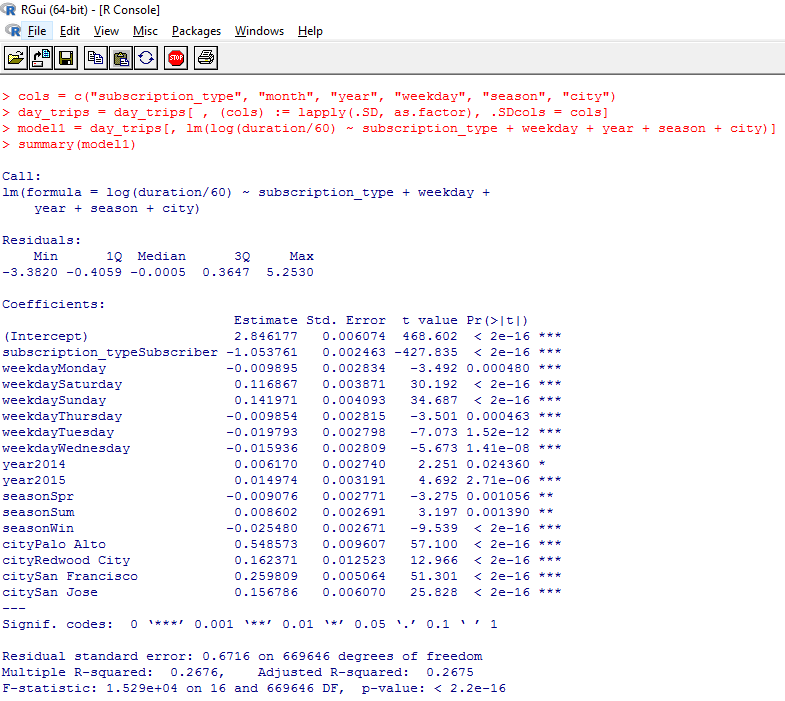 RGui (64-bit) - [R Console]
File Edit View Misc Packages Windows Help
STOP
> cols = c("subscription_type", "month", "year", "weekday", "season", "city")
> day_trips = day_trips[ , (cols) := lapply(.SD, as.factor), .SDcols = cols]
> model1 = day_trips[, lm(log(duration/60) ~ subscription_type + weekday + year + season + city)]
> summary(model1)
Call:
lm(formula = log(duration/60) ~ subscription_type + weekday +
    year + season + city)
Residuals:
    Min      1Q  Median      3Q     Max
-3.3820 -0.4059 -0.0005  0.3647  5.2530
Coefficients:
                             Estimate Std. Error  t value Pr(>|t|)
(Intercept)                  2.846177   0.006074  468.602  < 2e-16 ***
subscription_typeSubscriber -1.053761   0.002463 -427.835  < 2e-16 ***
weekdayMonday               -0.009895   0.002834   -3.492 0.000480 ***
weekdaySaturday              0.116867   0.003871   30.192  < 2e-16 ***
weekdaySunday                0.141971   0.004093   34.687  < 2e-16 ***
weekdayThursday             -0.009854   0.002815   -3.501 0.000463 ***
weekdayTuesday              -0.019793   0.002798   -7.073 1.52e-12 ***
weekdayWednesday            -0.015936   0.002809   -5.673 1.41e-08 ***
year2014                     0.006170   0.002740    2.251 0.024360 *
year2015                     0.014974   0.003191    4.692 2.71e-06 ***
seasonSpr                   -0.009076   0.002771   -3.275 0.001056 **
seasonSum                    0.008602   0.002691    3.197 0.001390 **
seasonWin                   -0.025480   0.002671   -9.539  < 2e-16 ***
cityPalo Alto                0.548573   0.009607   57.100  < 2e-16 ***
cityRedwood City             0.162371   0.012523   12.966  < 2e-16 ***
citySan Francisco            0.259809   0.005064   51.301  < 2e-16 ***
citySan Jose                 0.156786   0.006070   25.828  < 2e-16 ***
---
Signif. codes:  0 ‘***’ 0.001 ‘**’ 0.01 ‘*’ 0.05 ‘.’ 0.1 ‘ ’ 1
Residual standard error: 0.6716 on 669646 degrees of freedom
Multiple R-squared:  0.2676,    Adjusted R-squared:  0.2675
F-statistic: 1.529e+04 on 16 and 669646 DF,  p-value: < 2.2e-16